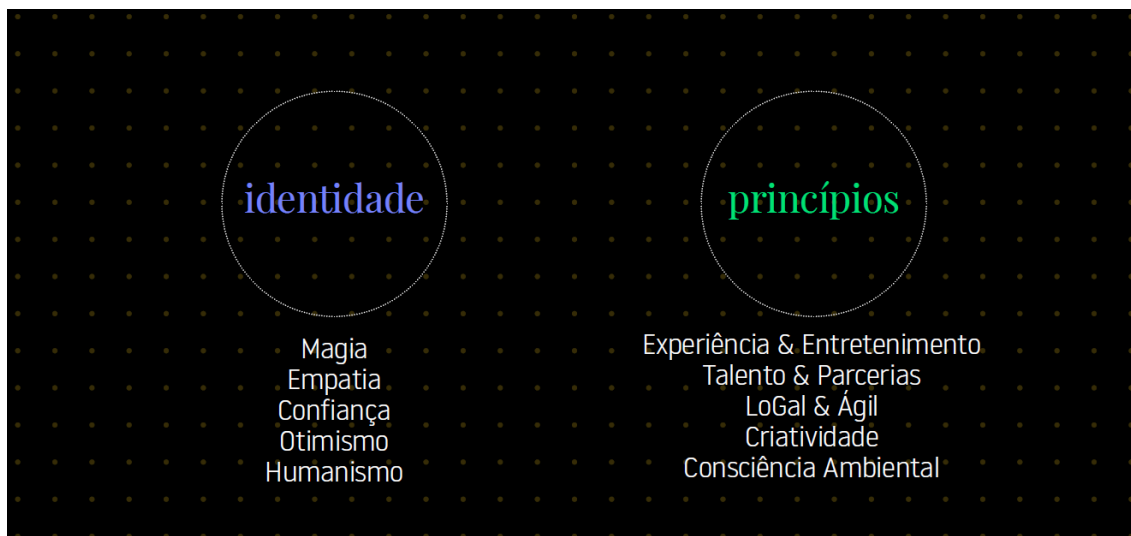 identidade
Magia
Empatia
Confiança
Otimismo
Humanismo
princípios
Experiência & Entretenimento
Talento & Parcerias
LoGal & Ágil
Criatividade
Consciência Ambiental